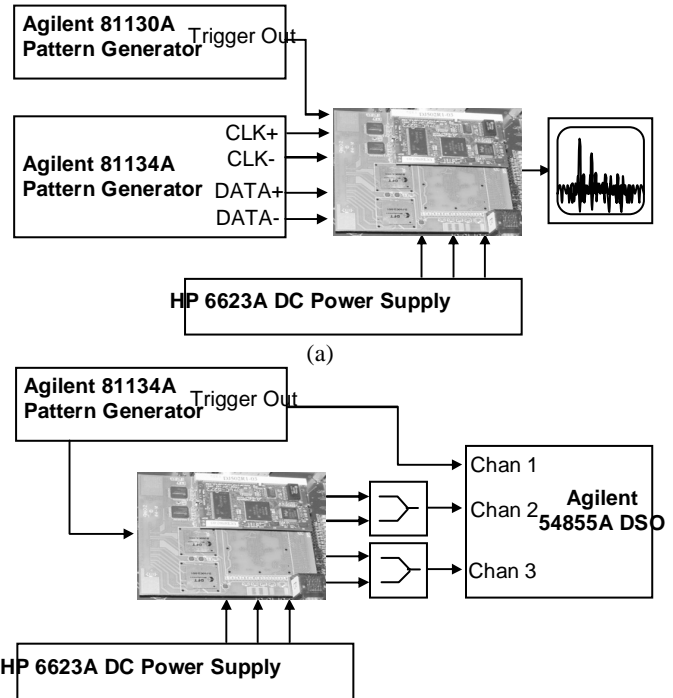 Agilent 81130A
Pattern Generator
Trigger Out
Agilent 81134A
Pattern Generator
CLK+
CLK-
DATA+
DATA-
HP 6623A DC Power Supply
(a)
Agilent 81134A
Pattern Generator
Trigger Out
Chan 1
Chan 2
Chan 3
Agilent
54855A DSO
HP 6623A DC Power Supply